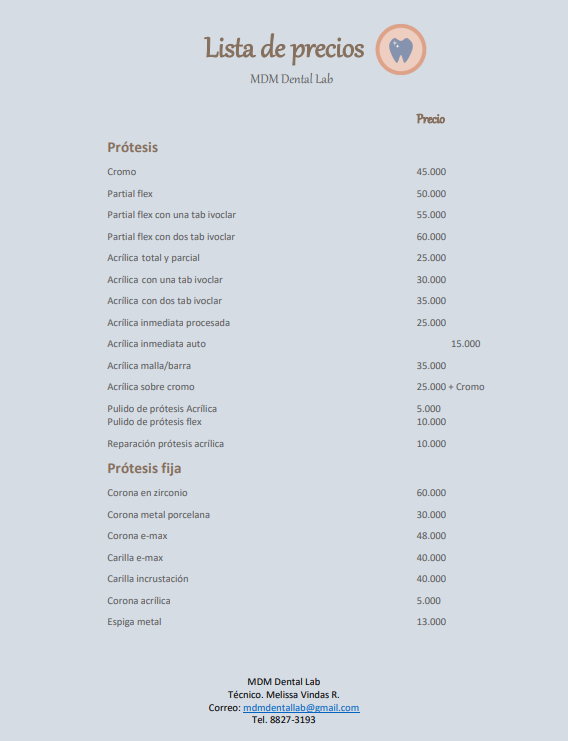 Lista de precios
MDM Dental Lab
Precio
Prótesis
Cromo 45.000
Partial flex 50.000
Partial flex con una tab ivoclar 55.000
Partial flex con dos tab ivoclar 60.000
Acrílica total y parcial 25.000
Acrílica con una tab ivoclar 30.000
Acrílica con dos tab ivoclar 35.000
Acrílica inmediata procesada 25.000
Acrílica inmediata auto 15.000
Acrílica malla/barra 35.000
Acrílica sobre cromo 25.000 + Cromo
Pulido de prótesis Acrílica 5.000
Pulido de prótesis flex 10.000
Reparación prótesis acrílica 10.000
Prótesis fija
Corona en zirconio 60.000
Corona metal porcelana 30.000
Corona e-max 48.000
Carilla e-max 40.000
Carilla incrustación 40.000
Corona acrílica 5.000
Espiga metal 13.000
MDM Dental Lab
Técnico. Melissa Vindas R.
Correo: mdmdentallab@gmail.com
Tel. 8827-3193